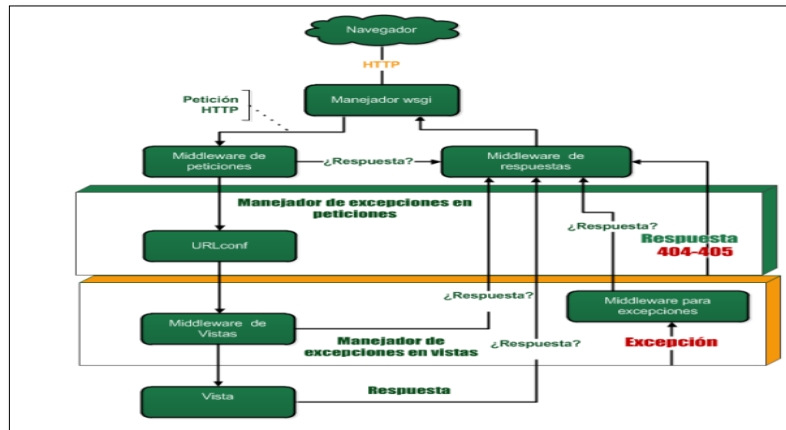 Navegador
HTTP
Manejador wsgi
Petición
HTTP
Middleware de
peticiones
¿Respuesta?
Middleware de
respuestas
Manejador de excepciones en
peticiones
¿Respuesta?
Respuesta
404-405
URLconf
¿Respuesta?
Middleware para
excepciones
Middleware de
Vistas
Manejador de
excepciones en vistas
¿Respuesta?
Excepción
Vista
Respuesta